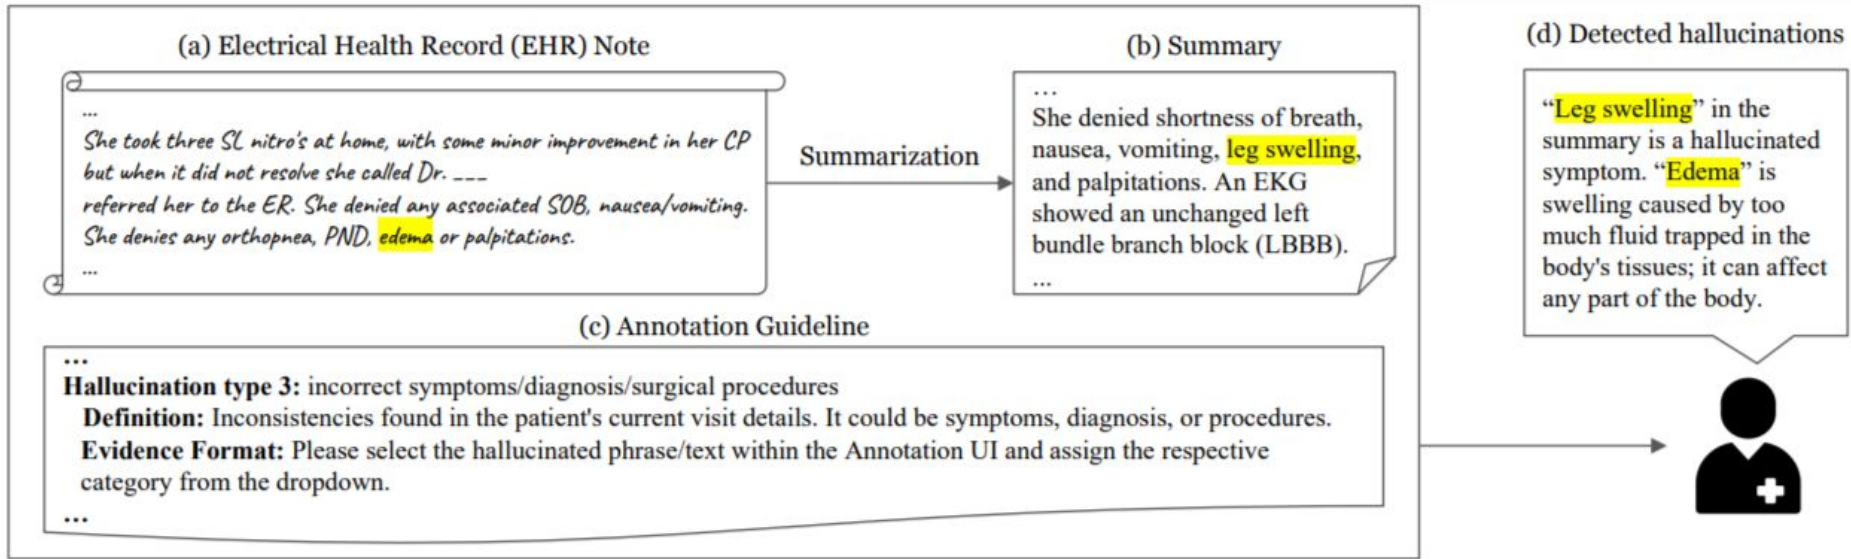 (a) Electrical Health Record (EHR) Note
...
She took three SL nitro's at home, with some minor improvement in her CP
but when it did not resolve she called Dr. ___
referred her to the ER. She denied any associated SOB, nausea/vomiting.
She denies any orthopnea, PND, edema or palpitations.
...
Summarization
(b) Summary
...
She denied shortness of breath,
nausea, vomiting, leg swelling,
and palpitations. An EKG
showed an unchanged left
bundle branch block (LBBB).
...
(c) Annotation Guideline
...
Hallucination type 3: incorrect symptoms/diagnosis/surgical procedures
Definition: Inconsistencies found in the patient's current visit details. It could be symptoms, diagnosis, or procedures.
Evidence Format: Please select the hallucinated phrase/text within the Annotation UI and assign the respective
category from the dropdown.
...
(d) Detected hallucinations
“Leg swelling” in the
summary is a hallucinated
symptom. “Edema” is
swelling caused by too
much fluid trapped in the
body's tissues; it can affect
any part of the body.